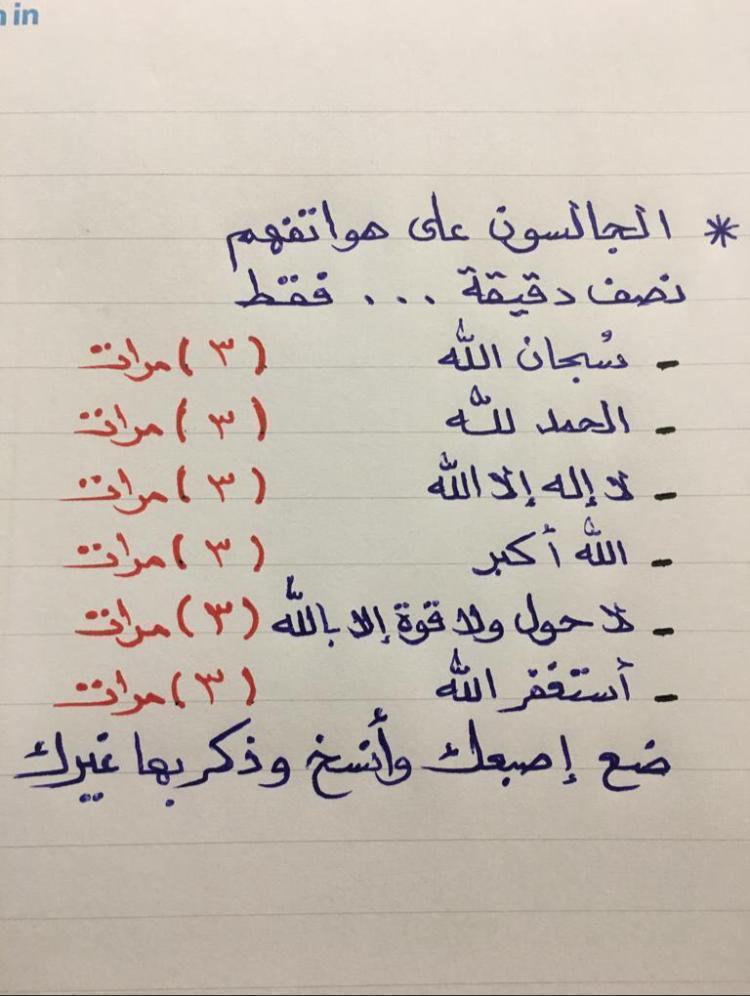 in
* الجالسون على هواتفهم
نصف دقيقة ... فقط
- سُبحان الله (٣) مرات
- الحمد لله (٣) مرات
- لا إله إلا الله (٣) مرات
- الله أكبر (٣) مرات
- لا حول ولا قوة إلا بالله (٣) مرات
- أستغفر الله (٣) مرات
ضع إصبعك وأنسخ وذكر بها غيرك